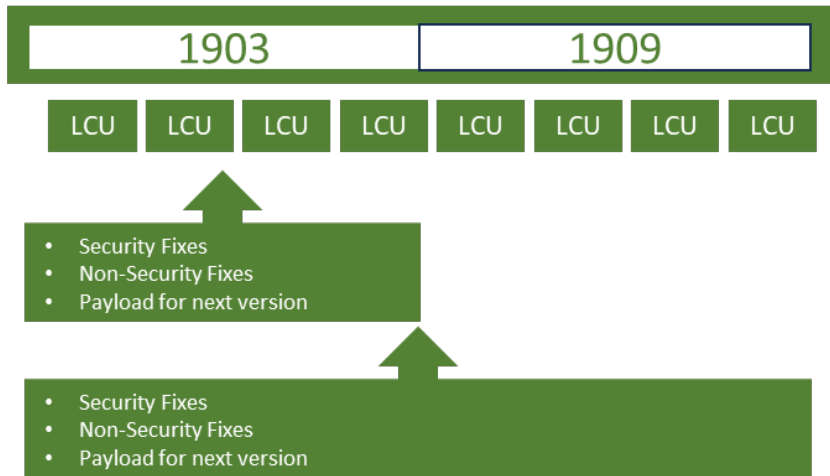 1903 1909
LCU LCU LCU LCU LCU LCU LCU LCU
• Security Fixes
• Non-Security Fixes
• Payload for next version
• Security Fixes
• Non-Security Fixes
• Payload for next version